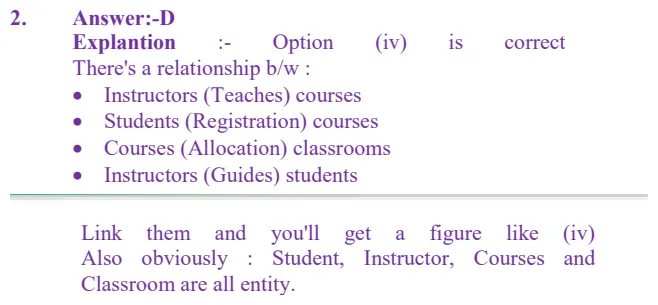 2. Answer:-D
Explantion :- Option (iv) is correct
There's a relationship b/w :
• Instructors (Teaches) courses
• Students (Registration) courses
• Courses (Allocation) classrooms
• Instructors (Guides) students
Link them and you'll get a figure like (iv)
Also obviously : Student, Instructor, Courses and
Classroom are all entity.